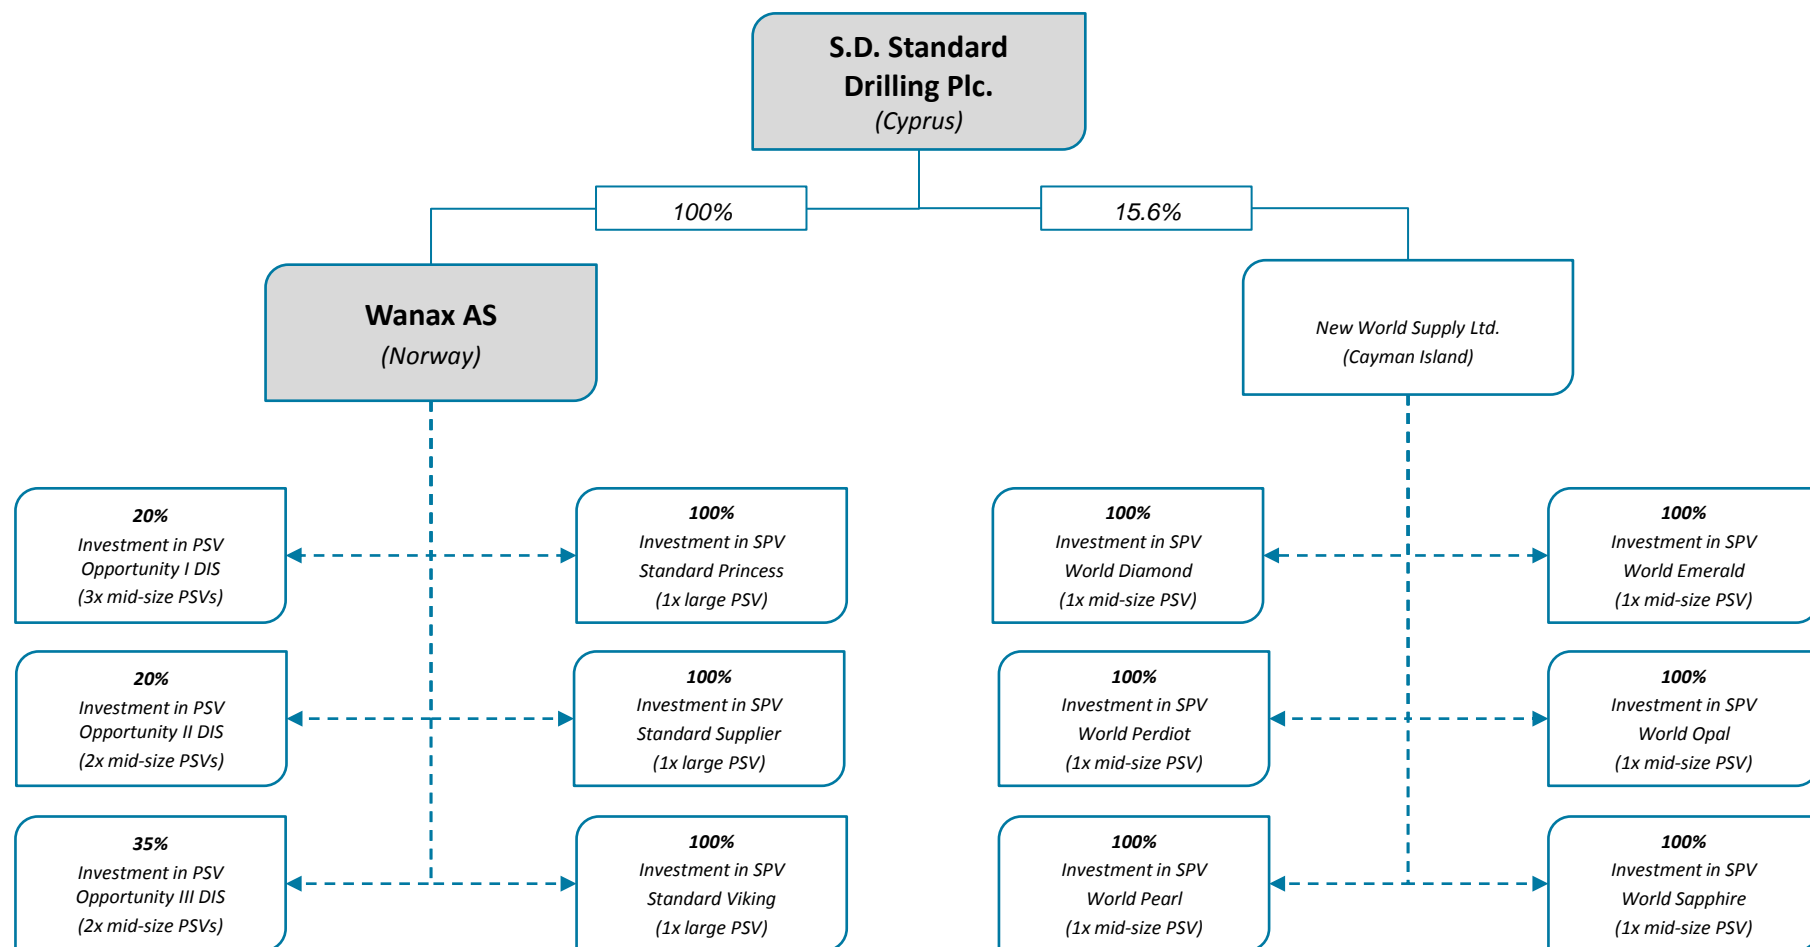 S.D. Standard
Drilling Plc.
(Cyprus)
100%
15.6%
Wanax AS
(Norway)
New World Supply Ltd.
(Cayman Island)
20%
Investment in PSV
Opportunity I DIS
(3x mid-size PSVs)
100%
Investment in SPV
Standard Princess
(1x large PSV)
100%
Investment in SPV
World Diamond
(1x mid-size PSV)
100%
Investment in SPV
World Emerald
(1x mid-size PSV)
20%
Investment in PSV
Opportunity II DIS
(2x mid-size PSVs)
100%
Investment in SPV
Standard Supplier
(1x large PSV)
100%
Investment in SPV
World Perdiot
(1x mid-size PSV)
100%
Investment in SPV
World Opal
(1x mid-size PSV)
35%
Investment in PSV
Opportunity III DIS
(2x mid-size PSVs)
100%
Investment in SPV
Standard Viking
(1x large PSV)
100%
Investment in SPV
World Pearl
(1x mid-size PSV)
100%
Investment in SPV
World Sapphire
(1x mid-size PSV)